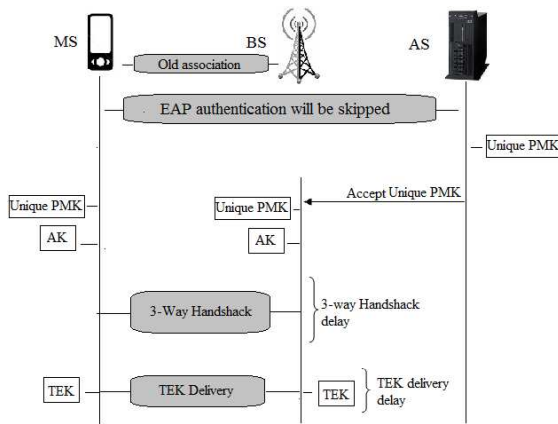 MS
BS
AS
Old association
EAP authentication will be skipped
Unique PMK
Accept Unique PMK
Unique PMK
Unique PMK
AK
AK
3-Way Handshack
3-way Handshack
delay
TEK
TEK Delivery
TEK
TEK delivery
delay